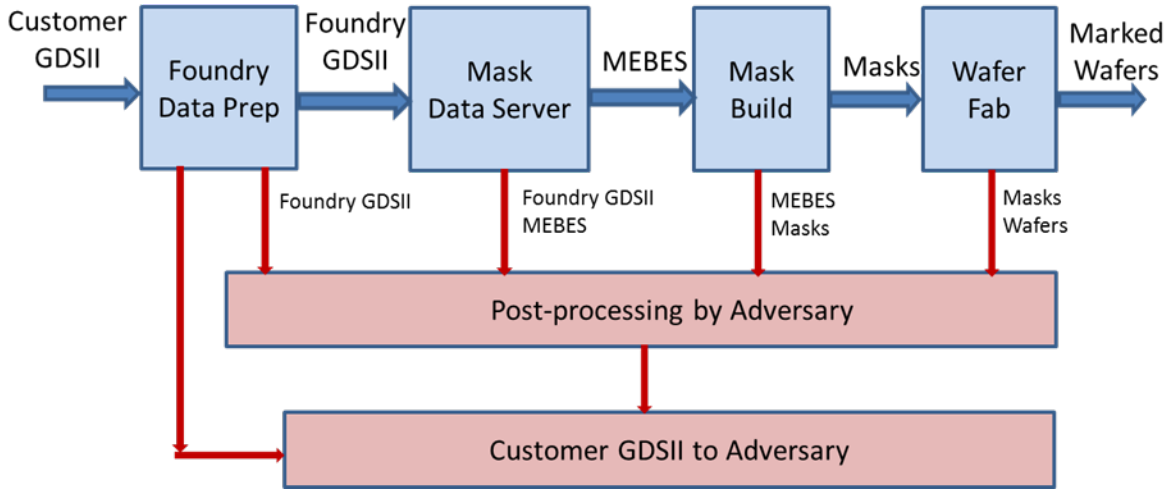 Customer
GDSII
Foundry
Data Prep
Foundry
GDSII
Mask
Data Server
MEBES
Mask
Build
Masks
Wafer
Fab
Marked
Wafers
Foundry GDSII
Foundry GDSII
MEBES
MEBES
Masks
Masks
Wafers
Post-processing by Adversary
Customer GDSII to Adversary